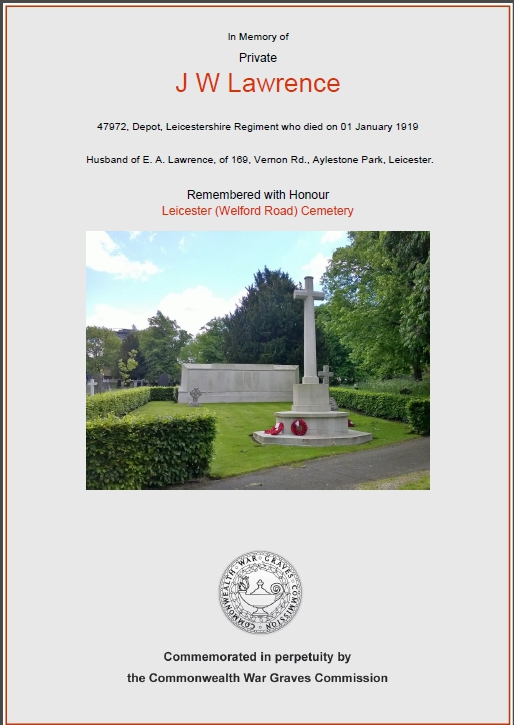 In Memory of
Private
J W Lawrence
47972, Depot, Leicestershire Regiment who died on 01 January 1919
Husband of E. A. Lawrence, of 169, Vernon Rd., Aylestone Park, Leicester.
Remembered with Honour
Leicester (Welford Road) Cemetery
COMMONWEALTH · WAR · GRAVES · COMMISSION
Commemorated in perpetuity by
the Commonwealth War Graves Commission